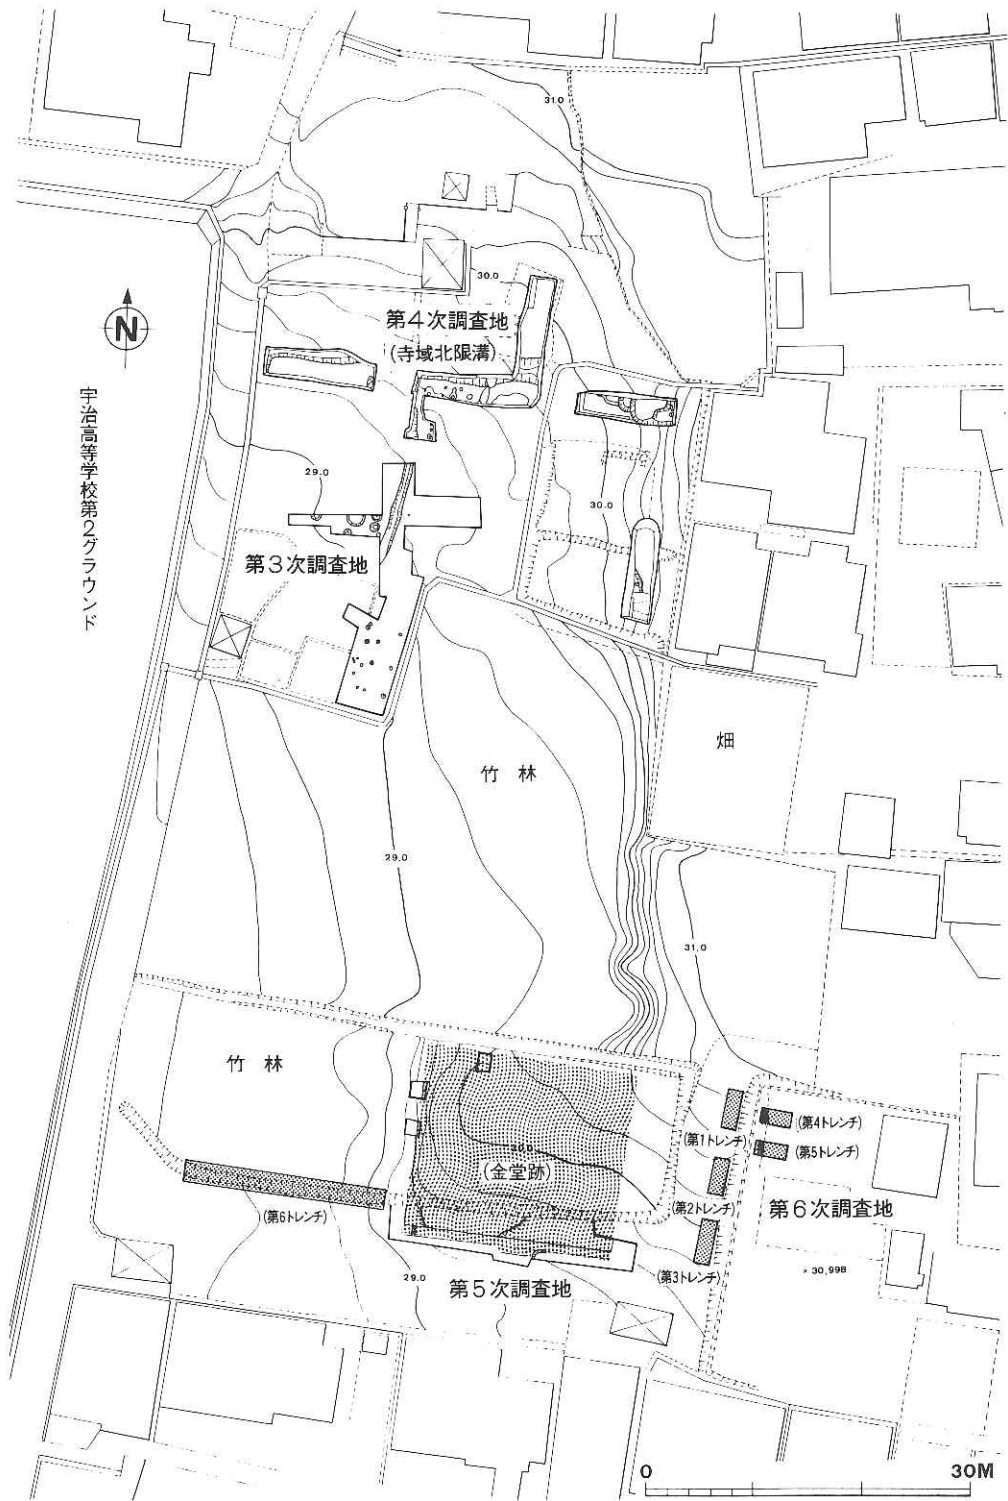 31.0
30.0
第4次調査地
(寺域北限溝)
N
宇治高等学校第2グラウンド
29.0
30.0
第3次調査地
畑
竹林
29.0
31.0
竹林
30.0
(金堂跡)
(第1トレンチ)
(第2トレンチ)
(第3トレンチ)
(第4トレンチ)
(第5トレンチ)
第6次調査地
(第6トレンチ)
29.0
第5次調査地
30,998
0 30M